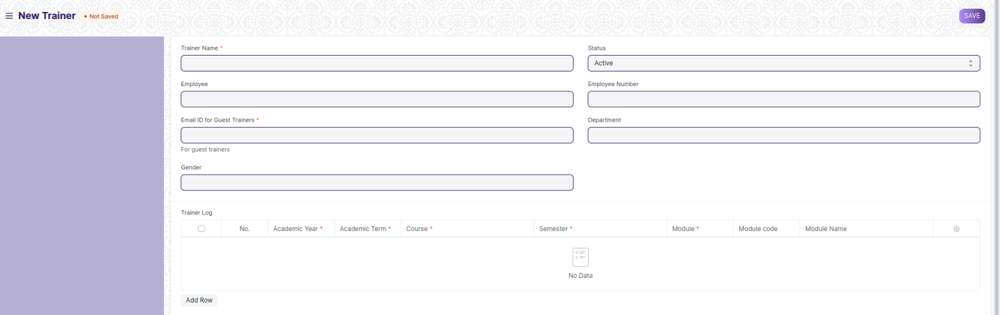 New Trainer • Not Saved SAVE
Trainer Name * Status
Active
Employee Employee Number
Email ID for Guest Trainers * Department
For guest trainers
Gender
Trainer Log
No. Academic Year * Academic Term * Course * Semester * Module * Module code Module Name
No Data
Add Row